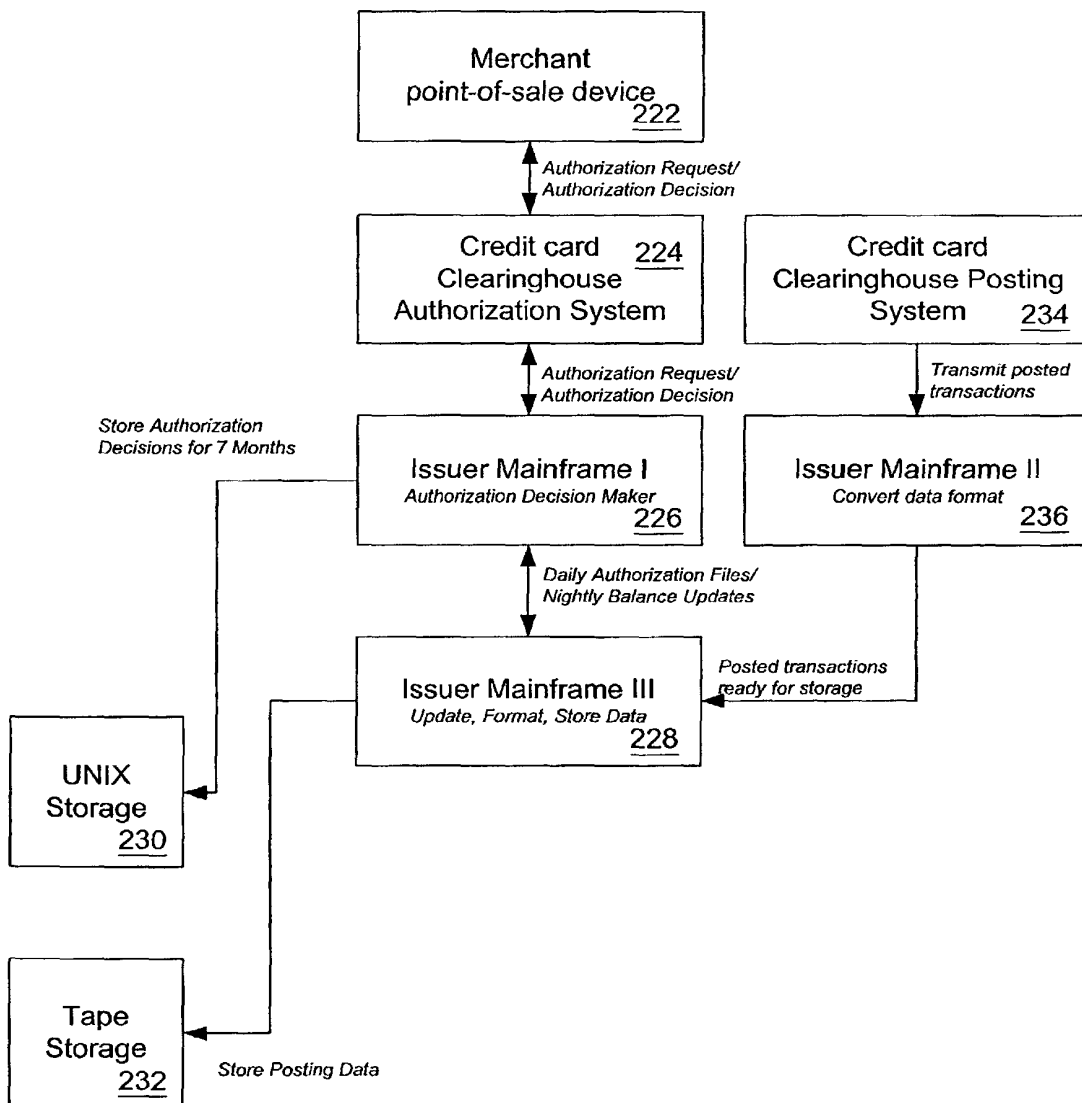 Merchant
point-of-sale device
222
Authorization Request/
Authorization Decision
Credit card
Clearinghouse
Authorization System
224
Credit card
Clearinghouse Posting
System
234
Authorization Request/
Authorization Decision
Transmit posted
transactions
Store Authorization
Decisions for 7 Months
Issuer Mainframe I
Authorization Decision Maker
226
Issuer Mainframe II
Convert data format
236
Daily Authorization Files/
Nightly Balance Updates
Issuer Mainframe III
Update, Format, Store Data
228
Posted transactions
ready for storage
UNIX
Storage
230
Tape
Storage
232
Store Posting Data